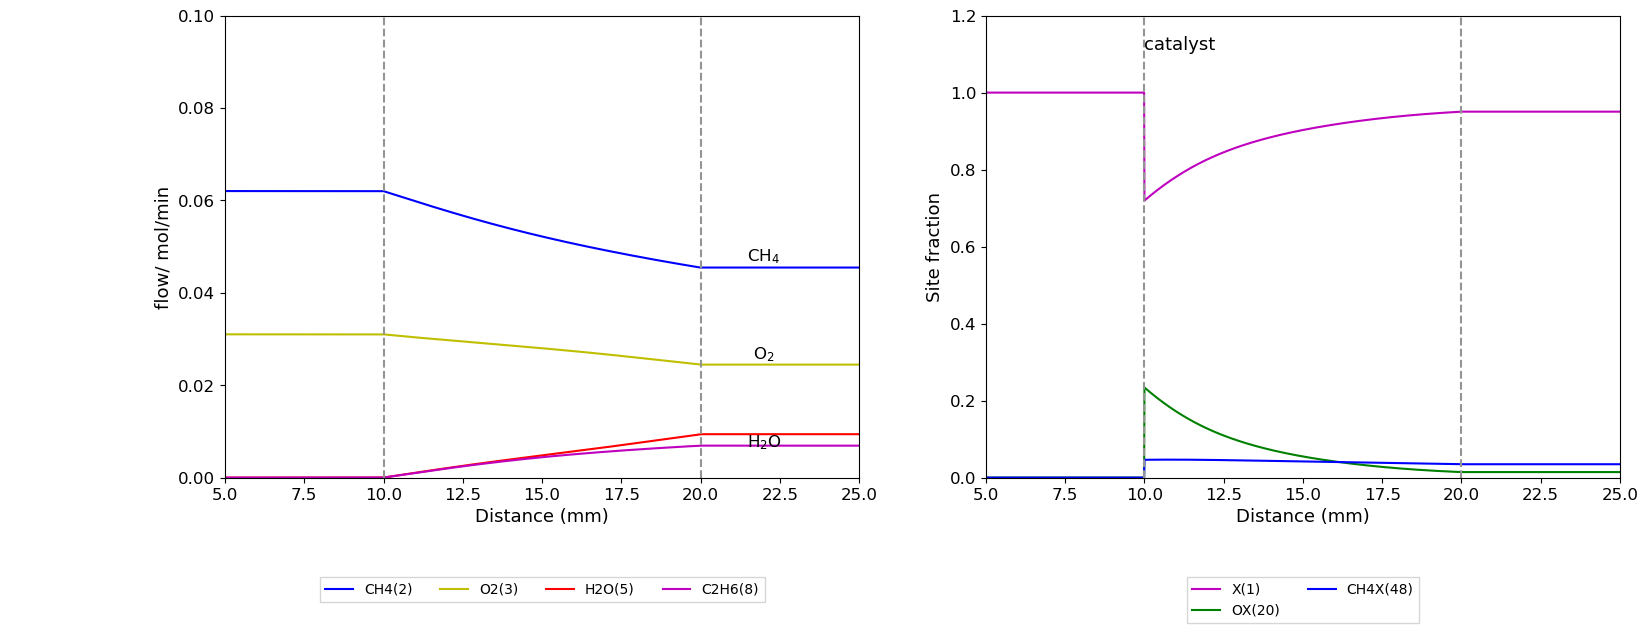 0.10
0.08
0.06
0.04
0.02
0.00
flow/ mol/min
CH₄
O₂
H₂O
5.0 7.5 10.0 12.5 15.0 17.5 20.0 22.5 25.0
Distance (mm)
CH4(2) O2(3) H2O(5) C2H6(8)
1.2
1.0
0.8
0.6
0.4
0.2
0.0
Site fraction
catalyst
5.0 7.5 10.0 12.5 15.0 17.5 20.0 22.5 25.0
Distance (mm)
X(1) CH4X(48)
OX(20)